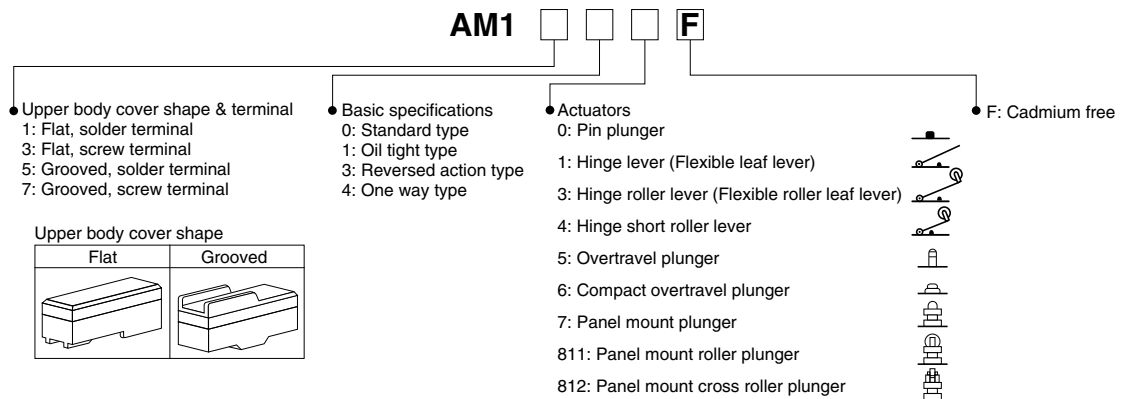 AM1 F
Upper body cover shape & terminal
1: Flat, solder terminal
3: Flat, screw terminal
5: Grooved, solder terminal
7: Grooved, screw terminal
Upper body cover shape
Flat Grooved
Basic specifications
0: Standard type
1: Oil tight type
3: Reversed action type
4: One way type
Actuators
0: Pin plunger
1: Hinge lever (Flexible leaf lever)
3: Hinge roller lever (Flexible roller leaf lever)
4: Hinge short roller lever
5: Overtravel plunger
6: Compact overtravel plunger
7: Panel mount plunger
811: Panel mount roller plunger
812: Panel mount cross roller plunger
F: Cadmium free